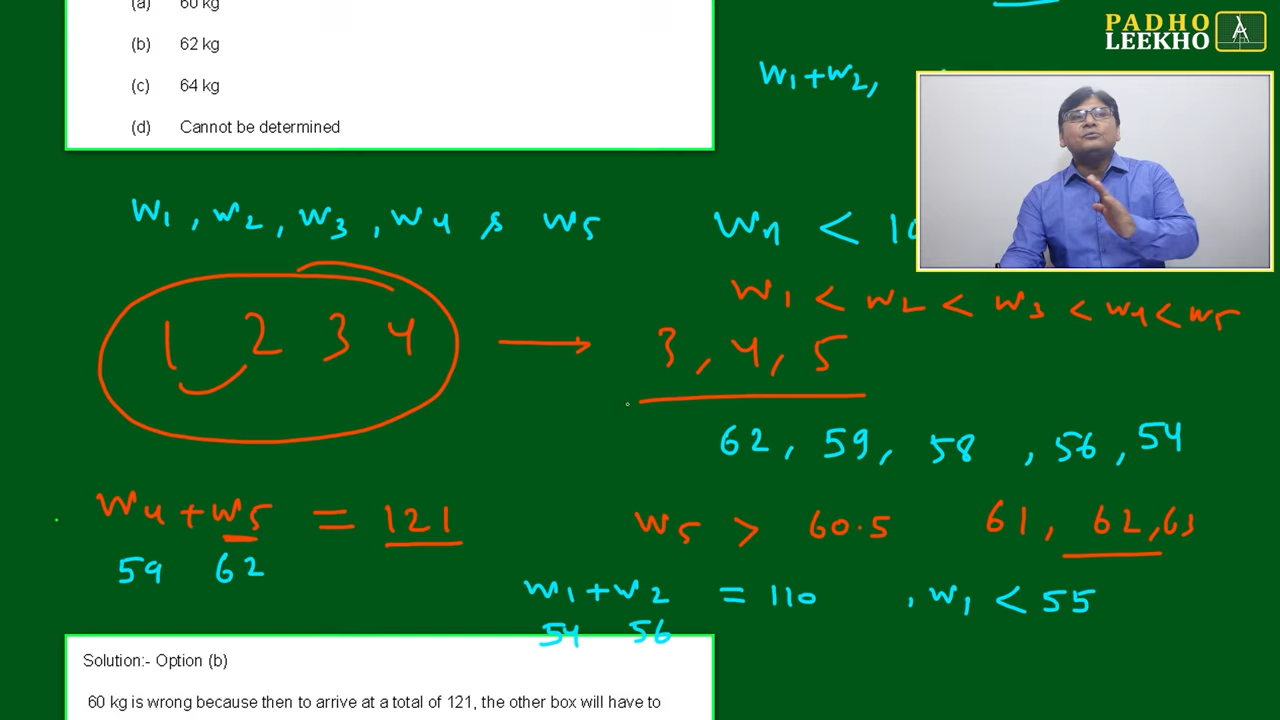 (a) 60 kg
PADHO
LEEKHO
(b) 62 kg
W1+W2,
(c) 64 kg
(d) Cannot be determined
W1, W2, W3, W4 & W5
Wn < 10
W1 < W2 < W3 < W4 < W5
1 2 3 4 → 3, 4, 5
62, 59, 58, 56, 54
W4 + W5 = 121
W5 > 60.5 61, 62, 63
59 62
W1 + W2 = 110 , W1 < 55
54 56
Solution:- Option (b)
60 kg is wrong because then to arrive at a total of 121, the other box will have to